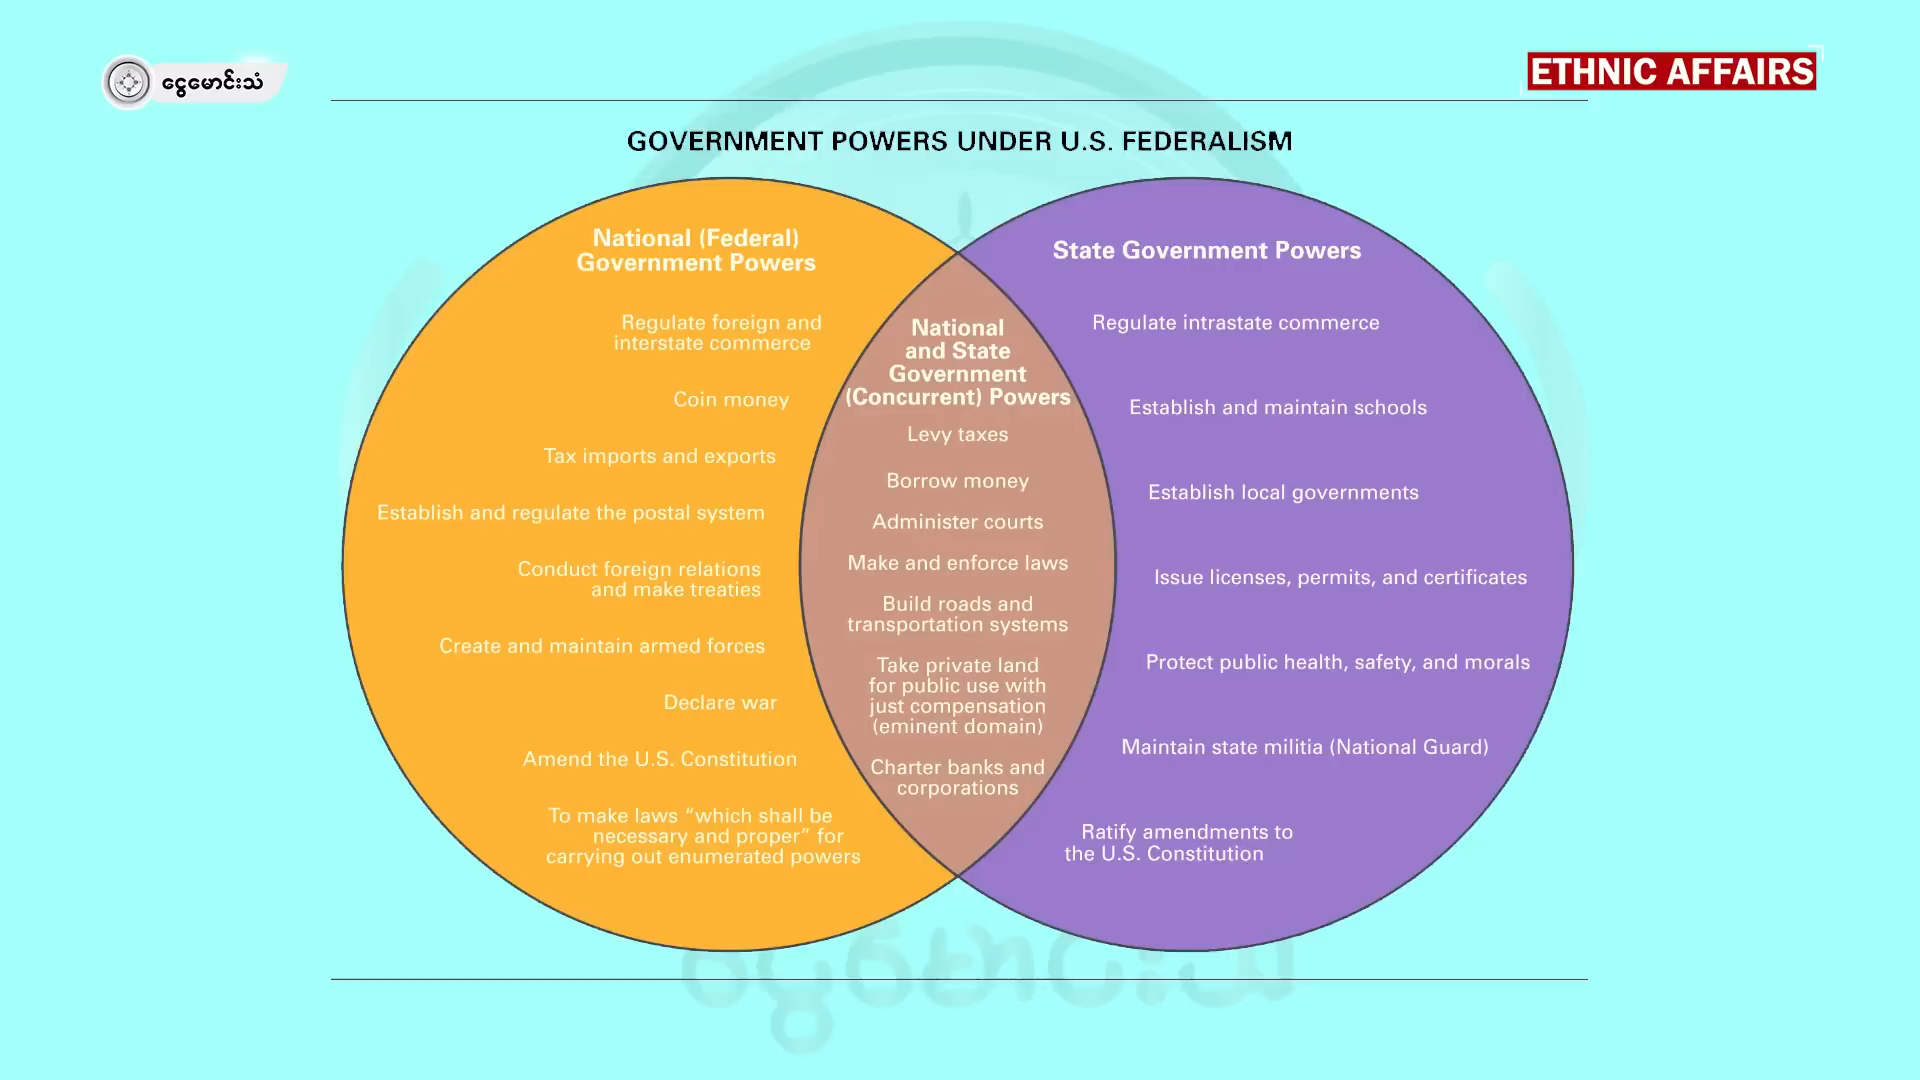 ငွေမောင်းသံ
ETHNIC AFFAIRS
GOVERNMENT POWERS UNDER U.S. FEDERALISM
National (Federal)
Government Powers
Regulate foreign and
interstate commerce
Coin money
Tax imports and exports
Establish and regulate the postal system
Conduct foreign relations
and make treaties
Create and maintain armed forces
Declare war
Amend the U.S. Constitution
To make laws “which shall be
necessary and proper” for
carrying out enumerated powers
National
and State
Government
(Concurrent) Powers
Levy taxes
Borrow money
Administer courts
Make and enforce laws
Build roads and
transportation systems
Take private land
for public use with
just compensation
(eminent domain)
Charter banks and
corporations
State Government Powers
Regulate intrastate commerce
Establish and maintain schools
Establish local governments
Issue licenses, permits, and certificates
Protect public health, safety, and morals
Maintain state militia (National Guard)
Ratify amendments to
the U.S. Constitution
ငွေမောင်းသံ